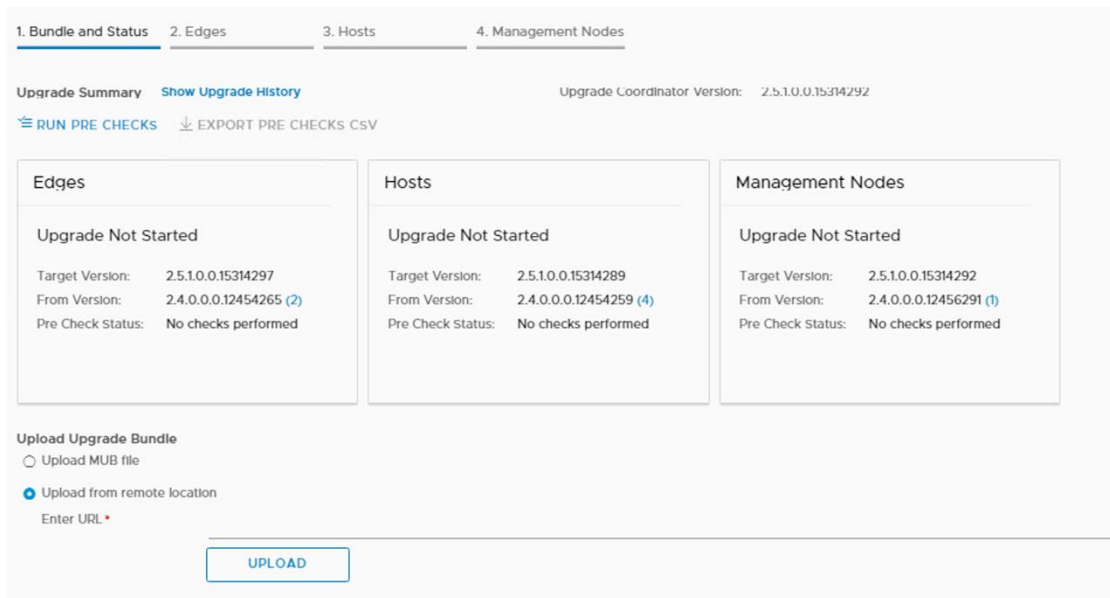 1. Bundle and Status 2. Edges 3. Hosts 4. Management Nodes
Upgrade Summary Show Upgrade History Upgrade Coordinator Version: 2.5.1.0.0.15314292
RUN PRE CHECKS EXPORT PRE CHECKS CSV
Edges
Upgrade Not Started
Target Version: 2.5.1.0.0.15314297
From Version: 2.4.0.0.0.12454265 (2)
Pre Check Status: No checks performed
Hosts
Upgrade Not Started
Target Version: 2.5.1.0.0.15314289
From Version: 2.4.0.0.0.12454259 (4)
Pre Check Status: No checks performed
Management Nodes
Upgrade Not Started
Target Version: 2.5.1.0.0.15314292
From Version: 2.4.0.0.0.12456291 (1)
Pre Check Status: No checks performed
Upload Upgrade Bundle
Upload MUB file
Upload from remote location
Enter URL *
UPLOAD